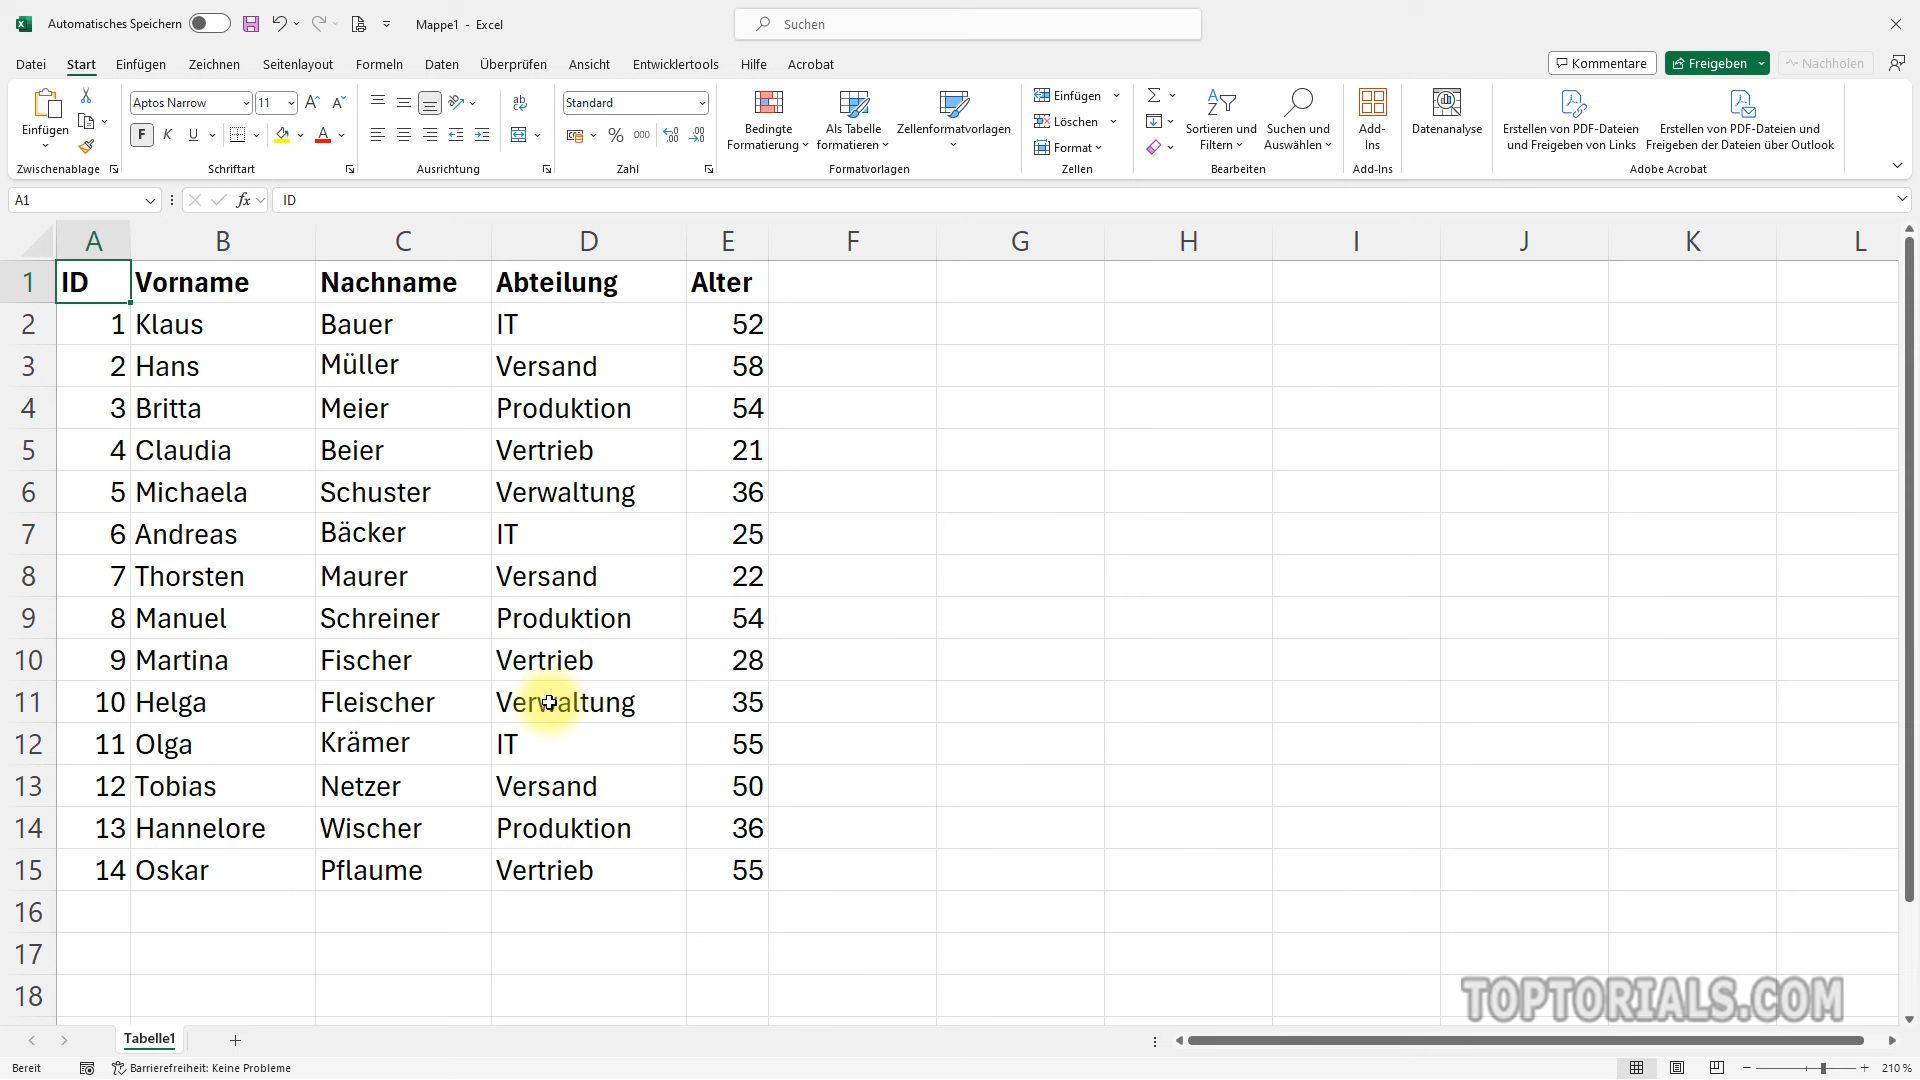 Automatisches Speichern
Mappe1 - Excel
Suchen
Datei Start Einfügen Zeichnen Seitenlayout Formeln Daten Überprüfen Ansicht Entwicklertools Hilfe Acrobat
Kommentare Freigeben Nachholen
Einfügen
Zwischenablage
Aptos Narrow 11
F K U
Schriftart
Ausrichtung
Standard
% 000
Zahl
Bedingte Formatierung
Als Tabelle formatieren
Zellenformatvorlagen
Formatvorlagen
Einfügen
Löschen
Format
Zellen
Sortieren und Filtern
Suchen und Auswählen
Bearbeiten
Add-Ins
Add-Ins
Datenanalyse
Erstellen von PDF-Dateien und Freigeben von Links
Erstellen von PDF-Dateien und Freigeben der Dateien über Outlook
Adobe Acrobat
A1 fx ID
A B C D E F G H I J K L
1 ID Vorname Nachname Abteilung Alter
2 1 Klaus Bauer IT 52
3 2 Hans Müller Versand 58
4 3 Britta Meier Produktion 54
5 4 Claudia Beier Vertrieb 21
6 5 Michaela Schuster Verwaltung 36
7 6 Andreas Bäcker IT 25
8 7 Thorsten Maurer Versand 22
9 8 Manuel Schreiner Produktion 54
10 9 Martina Fischer Vertrieb 28
11 10 Helga Fleischer Verwaltung 35
12 11 Olga Krämer IT 55
13 12 Tobias Netzer Versand 50
14 13 Hannelore Wischer Produktion 36
15 14 Oskar Pflaume Vertrieb 55
16
17
18
TOPTORIALS.COM
Tabelle1
Bereit Barrierefreiheit: Keine Probleme 210 %